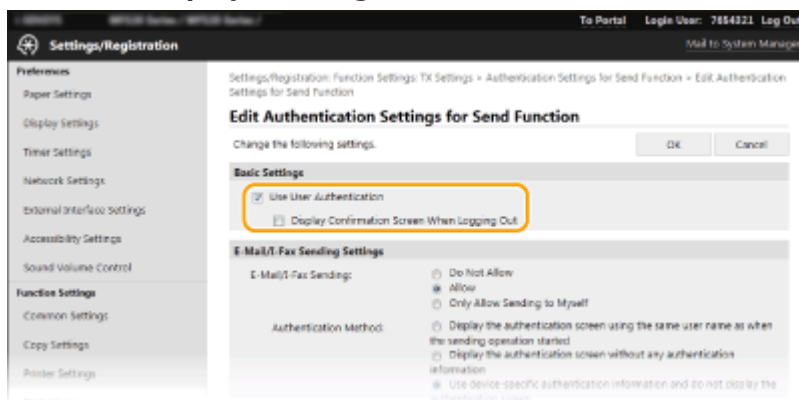 To Portal Login User: 7654321 Log Out
Settings/Registration
Mail to System Manager
Preferences
Paper Settings
Display Settings
Timer Settings
Network Settings
External Interface Settings
Accessibility Settings
Sound Volume Control
Function Settings
Common Settings
Copy Settings
Printer Settings
Settings/Registration: Function Settings: TX Settings > Authentication Settings for Send Function > Edit Authentication
Settings for Send Function
Edit Authentication Settings for Send Function
Change the following settings.
OK
Cancel
Basic Settings
Use User Authentication
Display Confirmation Screen When Logging Out
E-Mail/I-Fax Sending Settings
E-Mail/I-Fax Sending:
Do Not Allow
Allow
Only Allow Sending to Myself
Authentication Method:
Display the authentication screen using the same user name as when
the sending operation started
Display the authentication screen without any authentication
information
Use device-specific authentication information and do not display the
authentication screen